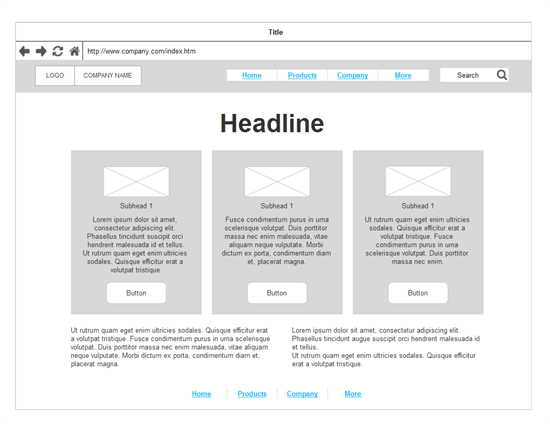 Title
http://www.company.com/index.htm
LOGO COMPANY NAME Home Products Company More Search
Headline
Subhead 1
Lorem ipsum dolor sit amet,
consectetur adipiscing elit.
Phasellus tincidunt suscipit orci
hendrerit malesuada id et tellus.
Ut rutrum quam eget enim ultricies
sodales. Quisque efficitur erat a
volutpat tristique.
Button
Subhead 1
Fusce condimentum purus in urna
scelerisque volutpat. Duis porttitor
massa nec enim malesuada, vitae
aliquam neque vulputate. Morbi
dictum ex porta, condimentum diam
et, placerat magna.
Button
Subhead 1
Ut rutrum quam eget enim ultricies
sodales. Quisque efficitur erat a
volutpat tristique. Fusce
condimentum purus in urna
scelerisque volutpat. Duis porttitor
massa nec enim.
Button
Ut rutrum quam eget enim ultricies sodales. Quisque efficitur erat
a volutpat tristique. Fusce condimentum purus in urna scelerisque
volutpat. Duis porttitor massa nec enim malesuada, vitae aliquam
neque vulputate. Morbi dictum ex porta, condimentum diam et,
placerat magna.
Lorem ipsum dolor sit amet, consectetur adipiscing elit.
Phasellus tincidunt augue suscipit orci hendrerit malesuada id
et tellus.
Ut rutrum quam eget enim ultricies sodales. Quisque efficitur
erat volutpat tristique.
Home Products Company More